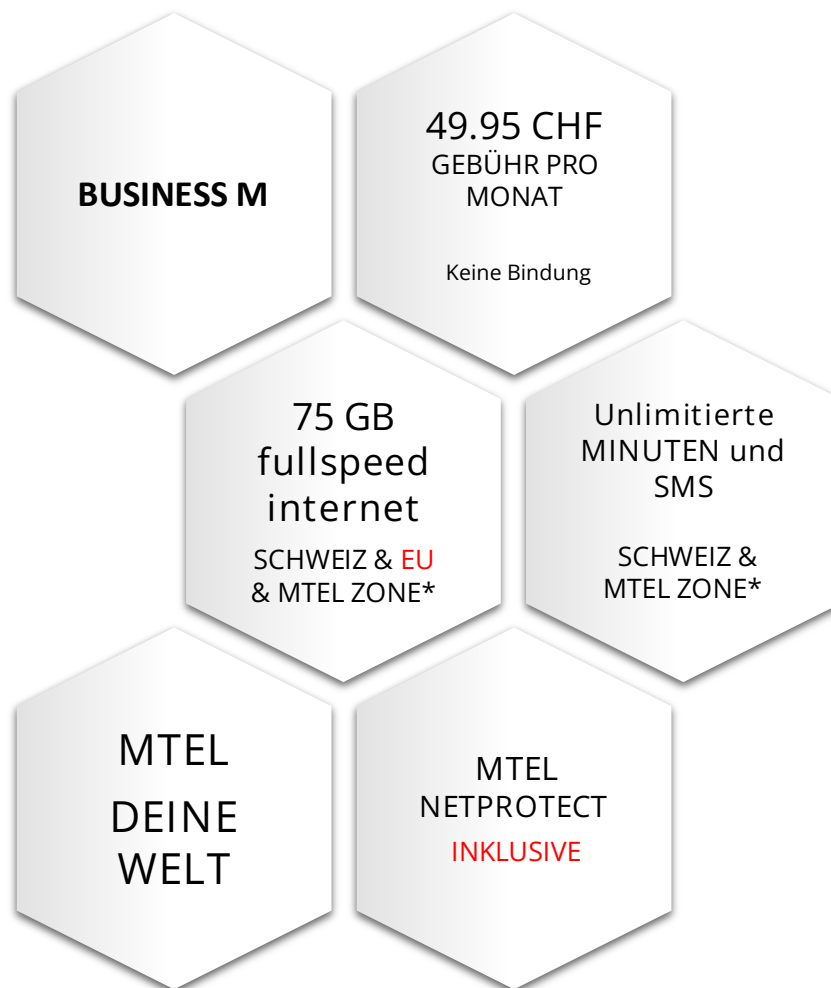 BUSINESS M
49.95 CHF
GEBÜHR PRO
MONAT
Keine Bindung
75 GB
fullspeed
internet
SCHWEIZ & EU
& MTEL ZONE*
Unlimitierte
MINUTEN und
SMS
SCHWEIZ &
MTEL ZONE*
MTEL
DEINE
WELT
MTEL
NETPROTECT
INKLUSIVE